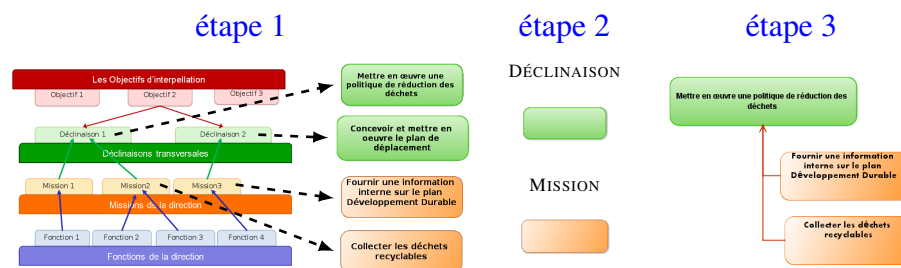 étape 1
étape 2
étape 3
Les Objectifs d'interpellation
Objectif 1
Objectif 2
Objectif 3
Déclinaison 1
Déclinaison 2
Déclinaisons transversales
Mission 1
Mission2
Mission3
Missions de la direction
Fonction 1
Fonction 2
Fonction 3
Fonction 4
Fonctions de la direction
Mettre en œuvre une
politique de réduction des
déchets
Concevoir et mettre en
oeuvre le plan de
déplacement
Fournir une information
interne sur le plan
Développement Durable
Collecter les déchets
recyclables
DÉCLINAISON
MISSION
Mettre en œuvre une politique de réduction des
déchets
Fournir une information
interne sur le plan
Développement Durable
Collecter les déchets
recyclables